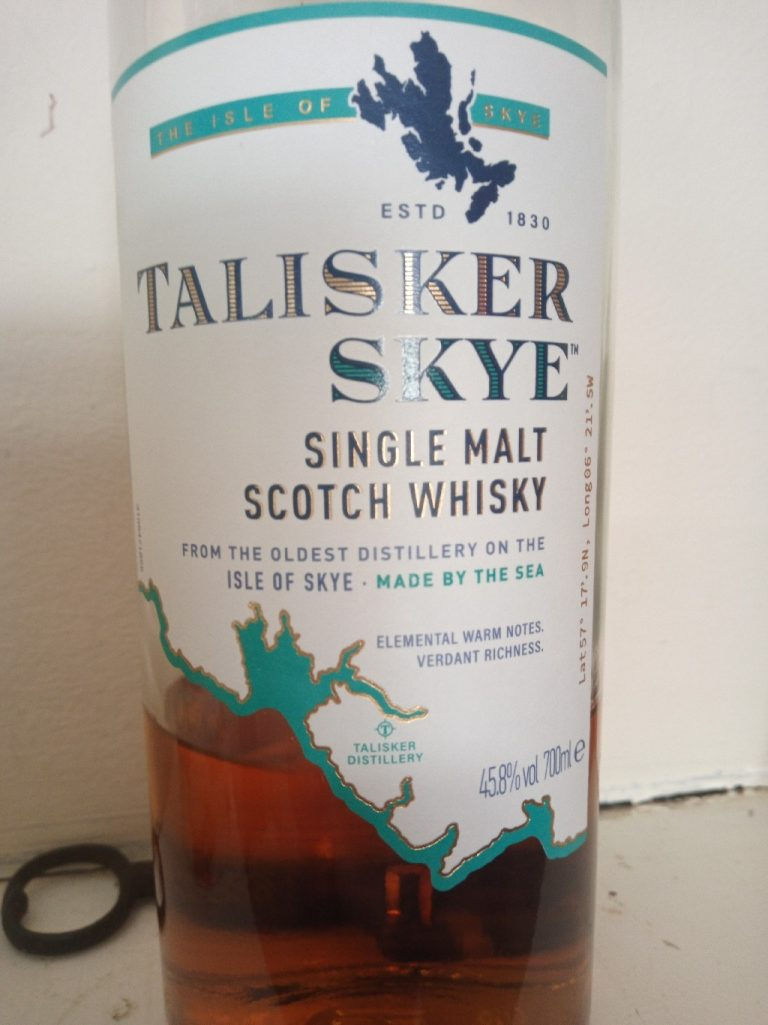 THE ISLE OF SKYE
ESTD 1830
TALISKER
SKYE™
SINGLE MALT
SCOTCH WHISKY
FROM THE OLDEST DISTILLERY ON THE
ISLE OF SKYE · MADE BY THE SEA
ELEMENTAL WARM NOTES.
VERDANT RICHNESS.
T
TALISKER
DISTILLERY
45.8% vol 700ml e
Lat57° 17'.9N, Long06° 21'.5W